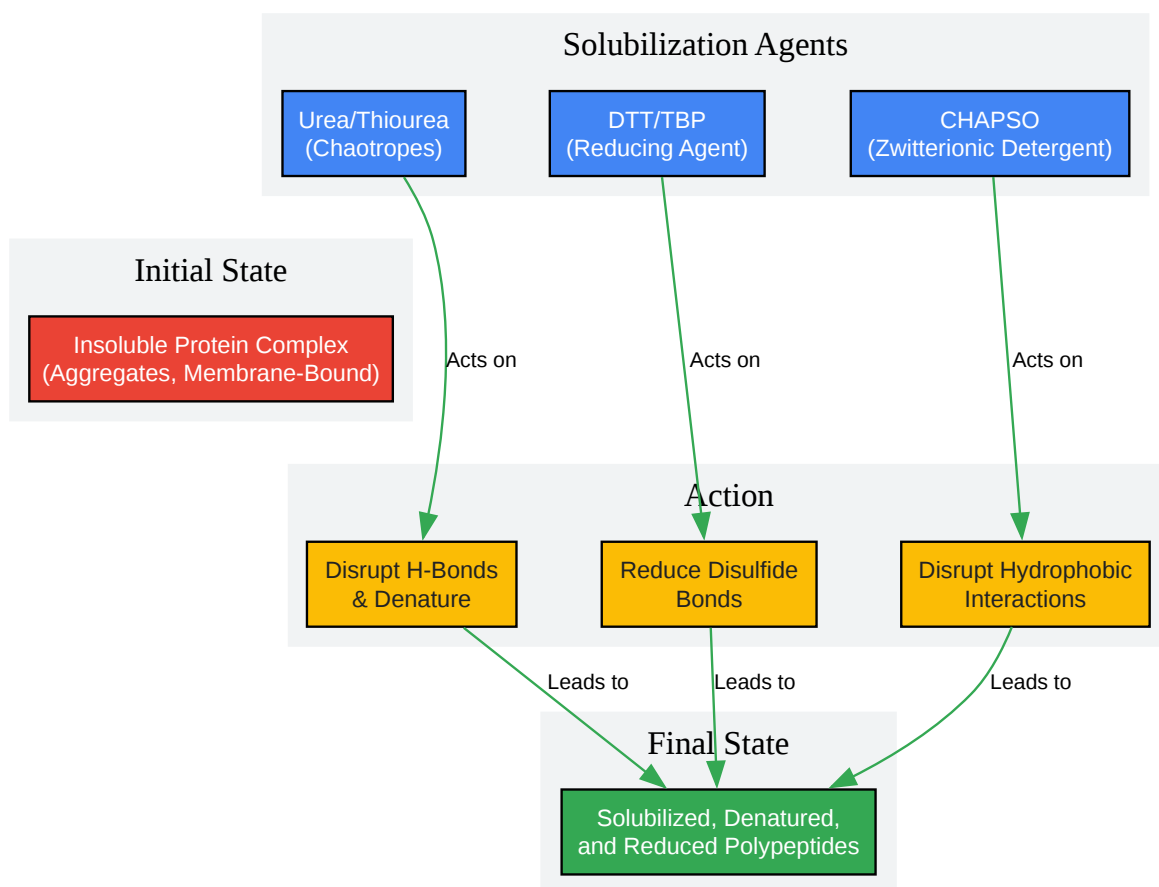 Solubilization Agents
Urea/Thiourea
(Chaotropes)
DTT/TBP
(Reducing Agent)
CHAPSO
(Zwitterionic Detergent)
Initial State
Insoluble Protein Complex
(Aggregates, Membrane-Bound)
Acts on
Acts on
Acts on
Action
Disrupt H-Bonds
& Denature
Reduce Disulfide
Bonds
Disrupt Hydrophobic
Interactions
Leads to
Leads to
Leads to
Final State
Solubilized, Denatured,
and Reduced Polypeptides